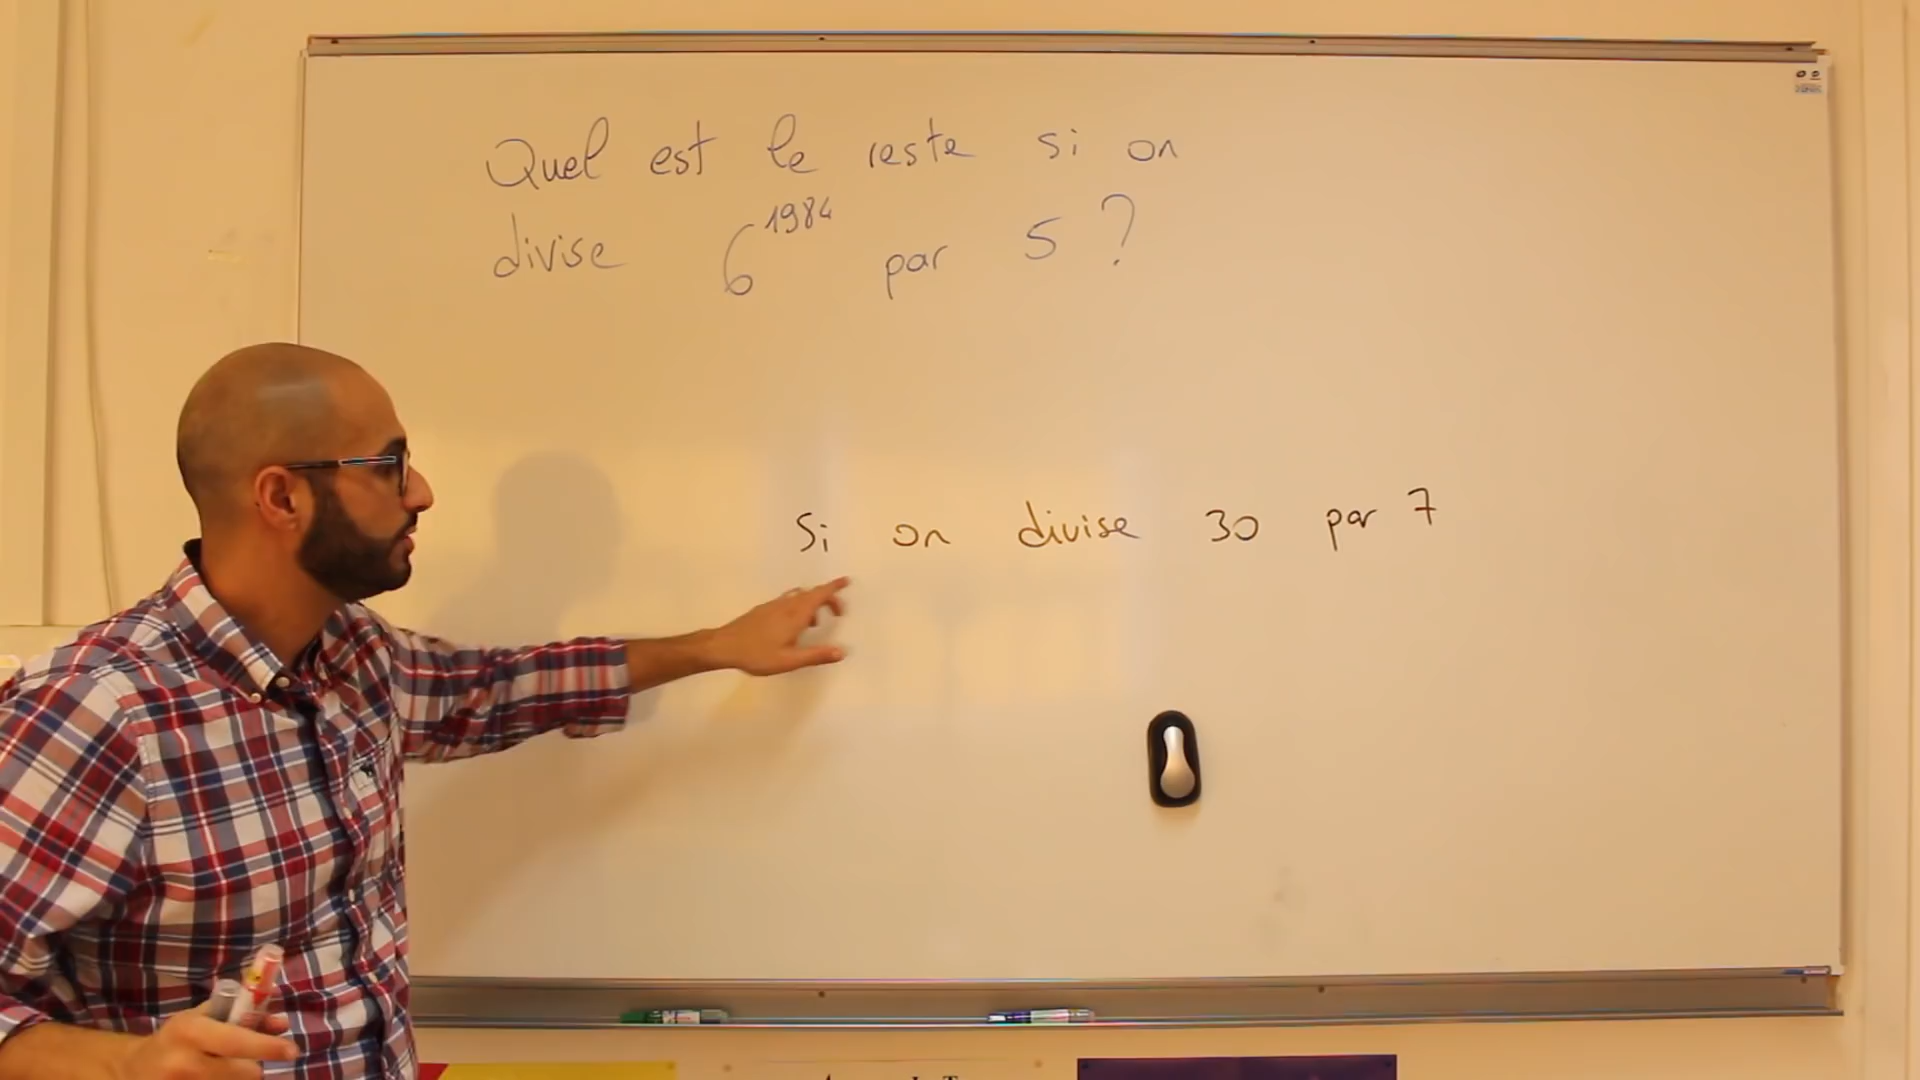 Quel est le reste si on
divise 6^1984 par 5 ?
Si on divise 30 par 7